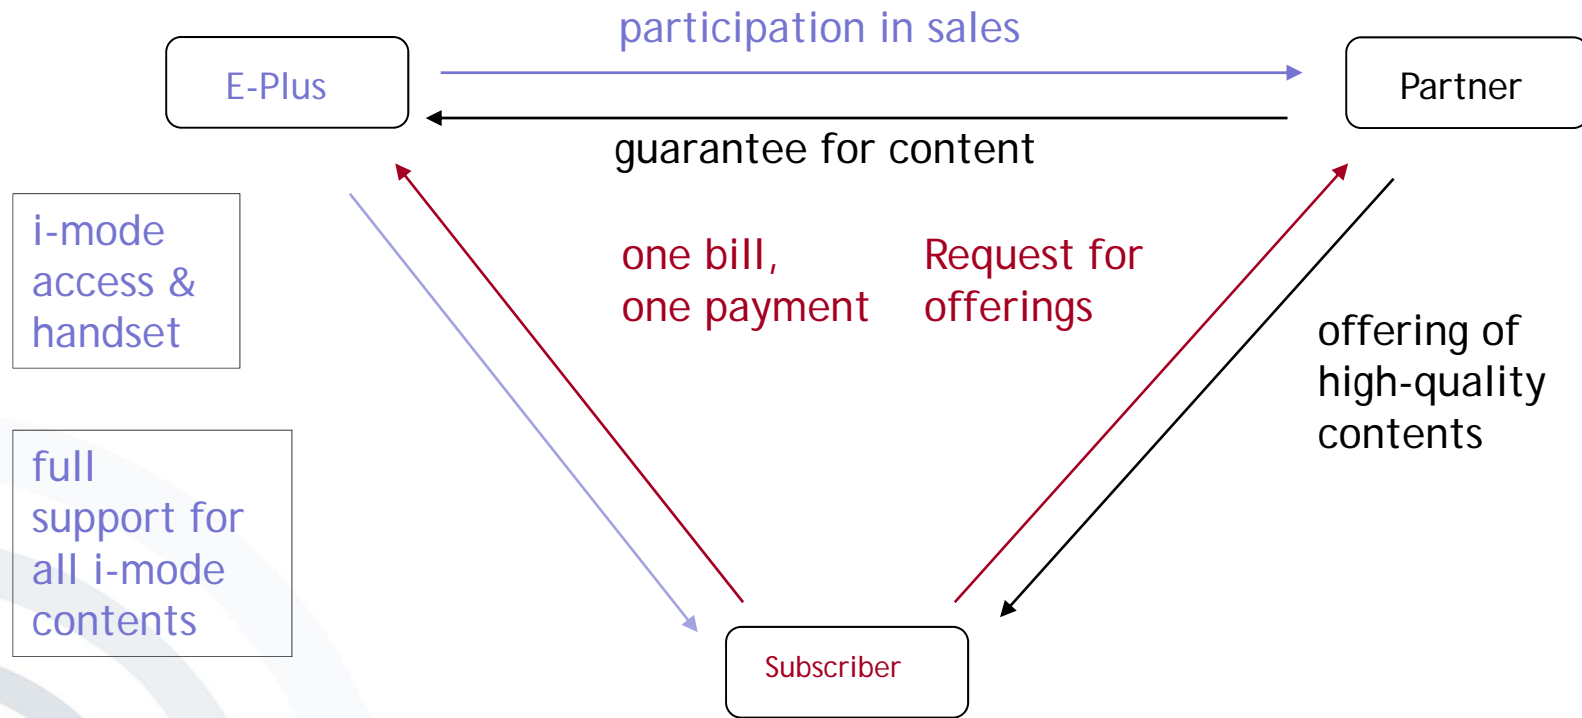 participation in sales
E-Plus
Partner
guarantee for content
i-mode
access &
handset
one bill,
one payment
Request for
offerings
offering of
high-quality
contents
full
support for
all i-mode
contents
Subscriber